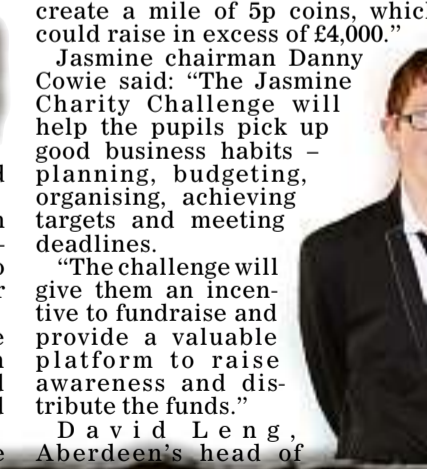 create a mile of 5p coins, which
could raise in excess of £4,000.”
Jasmine chairman Danny
Cowie said: “The Jasmine
Charity Challenge will
help the pupils pick up
good business habits –
planning, budgeting,
organising, achieving
targets and meeting
deadlines.
“The challenge will
give them an incen-
tive to fundraise and
provide a valuable
platform to raise
awareness and dis-
tribute the funds.”
David Leng,
Aberdeen’s head of